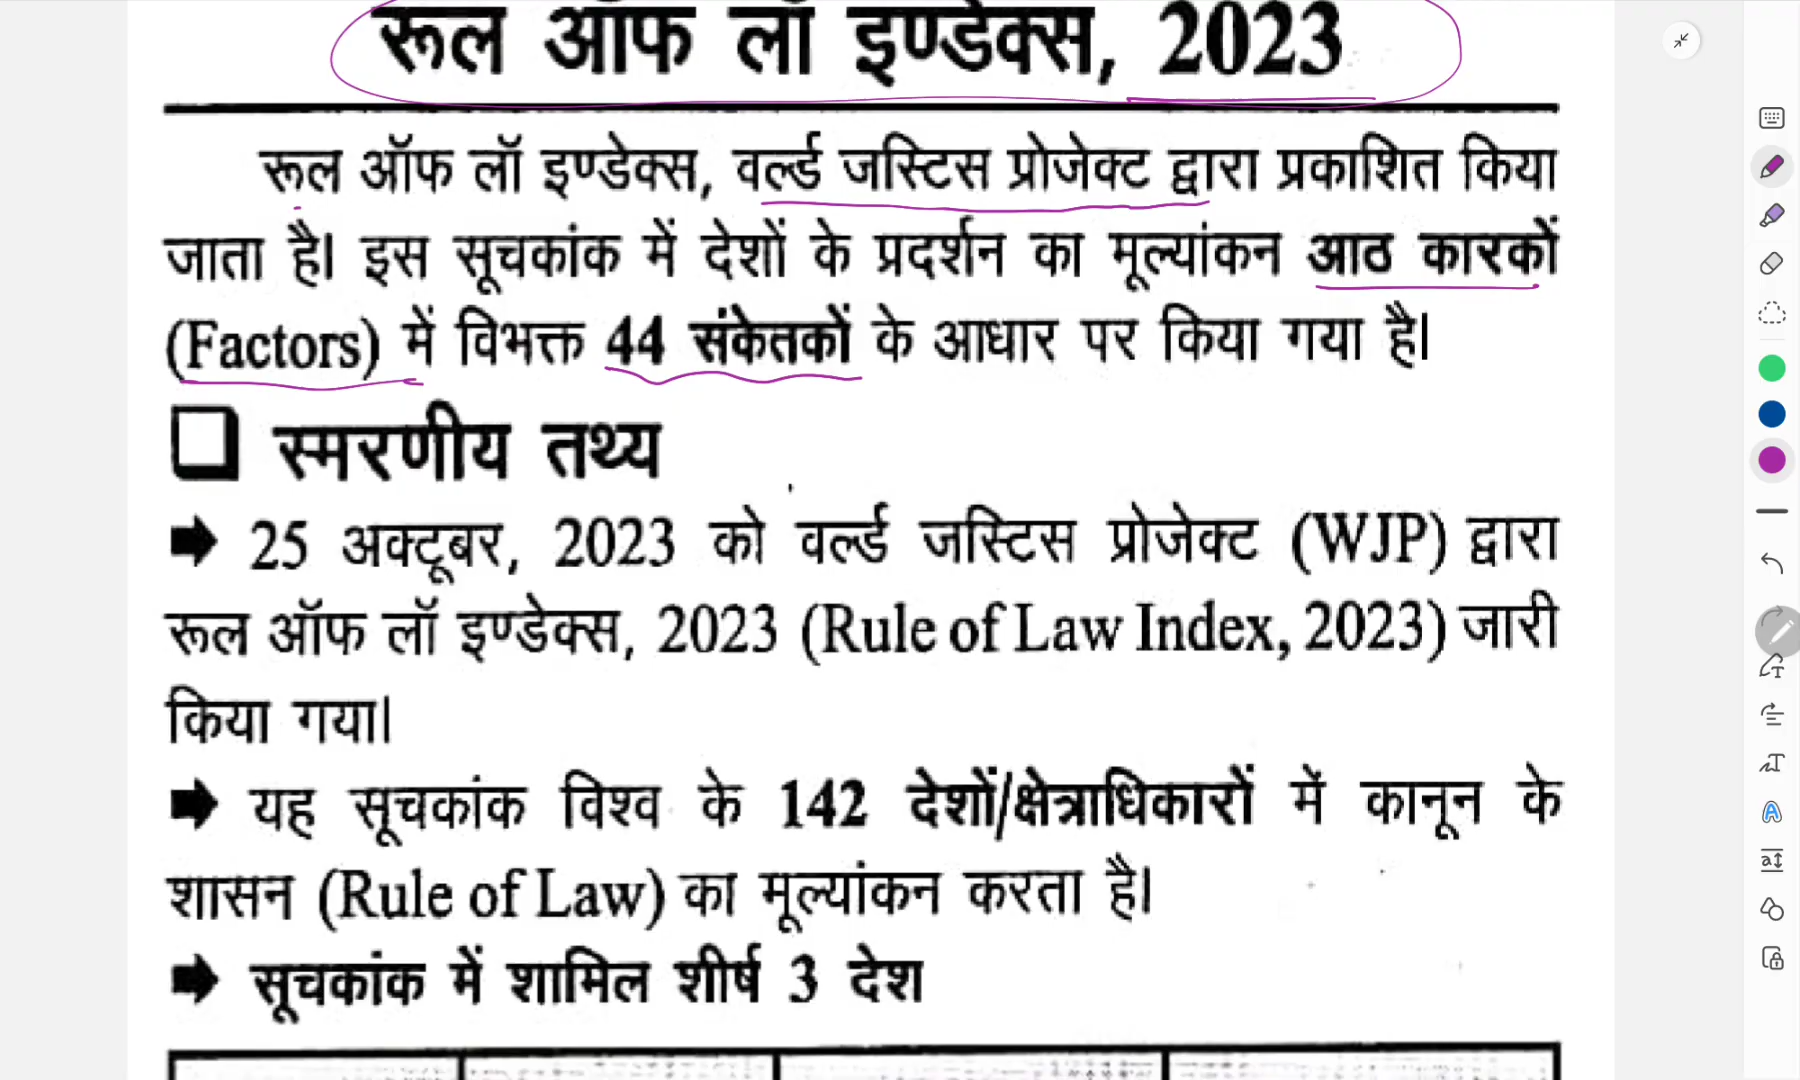 रूल ऑफ लॉ इण्डेक्स, 2023
रूल ऑफ लॉ इण्डेक्स, वर्ल्ड जस्टिस प्रोजेक्ट द्वारा प्रकाशित किया
जाता है। इस सूचकांक में देशों के प्रदर्शन का मूल्यांकन आठ कारकों
(Factors) में विभक्त 44 संकेतकों के आधार पर किया गया है।
स्मरणीय तथ्य
25 अक्टूबर, 2023 को वर्ल्ड जस्टिस प्रोजेक्ट (WJP) द्वारा
रूल ऑफ लॉ इण्डेक्स, 2023 (Rule of Law Index, 2023) जारी
किया गया।
यह सूचकांक विश्व के 142 देशों/क्षेत्राधिकारों में कानून के
शासन (Rule of Law) का मूल्यांकन करता है।
सूचकांक में शामिल शीर्ष 3 देश